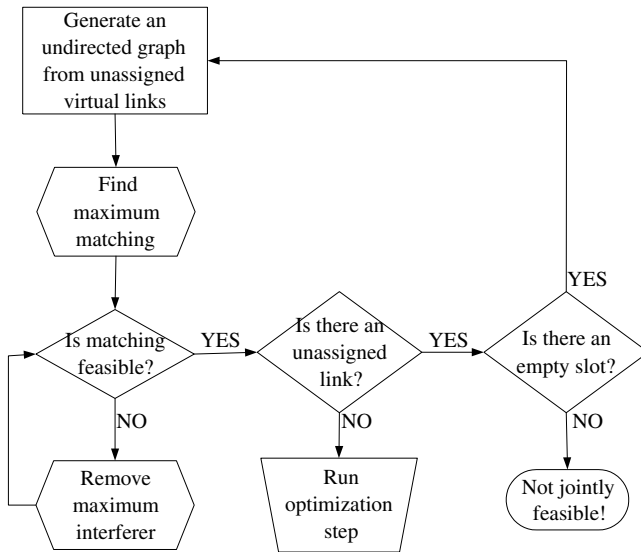 Generate an
undirected graph
from unassigned
virtual links
Find
maximum
matching
YES
Is matching
feasible?
YES
Is there an
unassigned
link?
YES
Is there an
empty slot?
NO
NO
NO
Remove
maximum
interferer
Run
optimization
step
Not jointly
feasible!